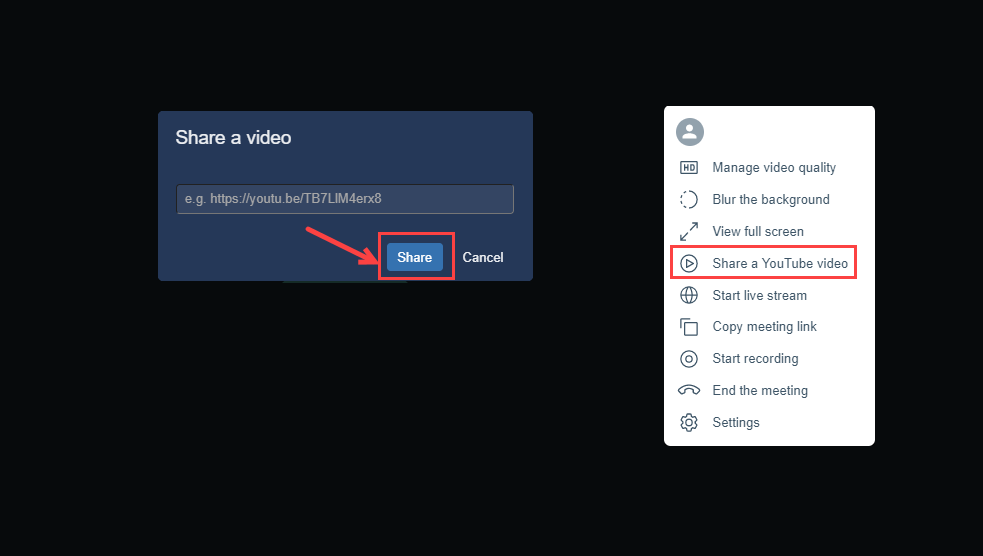 Share a video
e.g. https://youtu.be/TB7LlM4erx8
Share
Cancel
HD
Manage video quality
Blur the background
View full screen
Share a YouTube video
Start live stream
Copy meeting link
Start recording
End the meeting
Settings